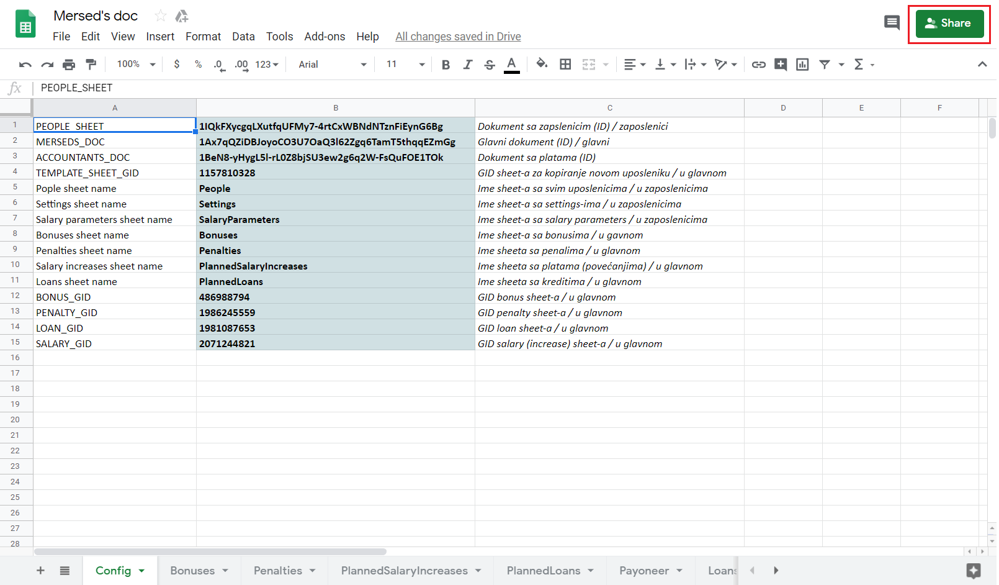 Mersed's doc
File Edit View Insert Format Data Tools Add-ons Help All changes saved in Drive
Share
100% $ % .0 .00 123 Arial 11 B I S A
fx PEOPLE_SHEET
A B C D E F
1 PEOPLE_SHEET 1IQkFXycgqLXutfqUFMy7-4rtCxWBNdNTznFiEynG6Bg Dokument sa zapslenicim (ID) / zaposlenici
2 MERSEDS_DOC 1Ax7qQZiDBJoyoCO3U7OaQ3l62Zgq6TamT5thqqEZmGg Glavni dokument (ID) / glavni
3 ACCOUNTANTS_DOC 1BeN8-yHygL5l-rL0Z8bjSU3ew2g6q2W-FsQuFOE1TOk Dokument sa platama (ID)
4 TEMPLATE_SHEET_GID 1157810328 GID sheet-a za kopiranje novom uposleniku / u glavnom
5 Pople sheet name People Ime sheet-a sa svim uposlenicima / u zaposlenicima
6 Settings sheet name Settings Ime sheet-a sa settings-ima / u zaposlenicima
7 Salary parameters sheet name SalaryParameters Ime sheet-a sa salary parameters / u zaposlenicima
8 Bonuses sheet name Bonuses Ime sheet-a sa bonusima / u gavnom
9 Penalties sheet name Penalties Ime sheeta sa penalima / u glavnom
10 Salary increases sheet name PlannedSalaryIncreases Ime sheeta sa platama (povećanjima) / u glavnom
11 Loans sheet name PlannedLoans Ime sheeta sa kreditima / u glavnom
12 BONUS_GID 486988794 GID bonus sheet-a / u glavnom
13 PENALTY_GID 1986245559 GID penalty sheet-a / u glavnom
14 LOAN_GID 1981087653 GID loan sheet-a / u glavnom
15 SALARY_GID 2071244821 GID salary (increase) sheet-a / u glavnom
16
17
18
19
20
21
22
23
24
25
26
27
28
Config Bonuses Penalties PlannedSalaryIncreases PlannedLoans Payoneer Loans